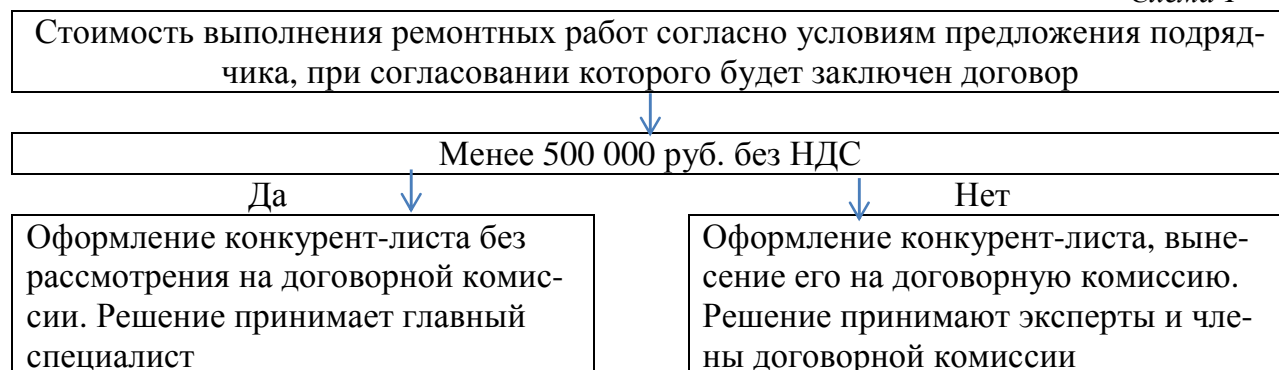 Схема 1
Стоимость выполнения ремонтных работ согласно условиям предложения подряд-
чика, при согласовании которого будет заключен договор
Менее 500 000 руб. без НДС
Да
Нет
Оформление конкурент-листа без
рассмотрения на договорной комис-
сии. Решение принимает главный
специалист
Оформление конкурент-листа, выне-
сение его на договорную комиссию.
Решение принимают эксперты и чле-
ны договорной комиссии